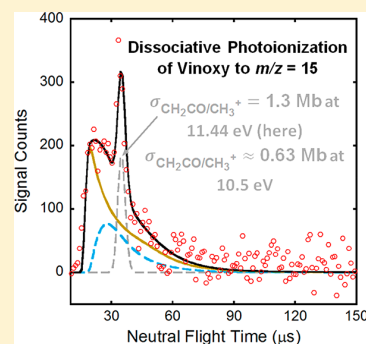 Dissociative Photoionization
of Vinoxy to m/z = 15
σCH₂CO/CH₃⁺ = 1.3 Mb at
11.44 eV (here)
σCH₂CO/CH₃⁺ ≈ 0.63 Mb at
10.5 eV
Signal Counts
400
300
200
100
0
30
60
90
120
150
Neutral Flight Time (μs)